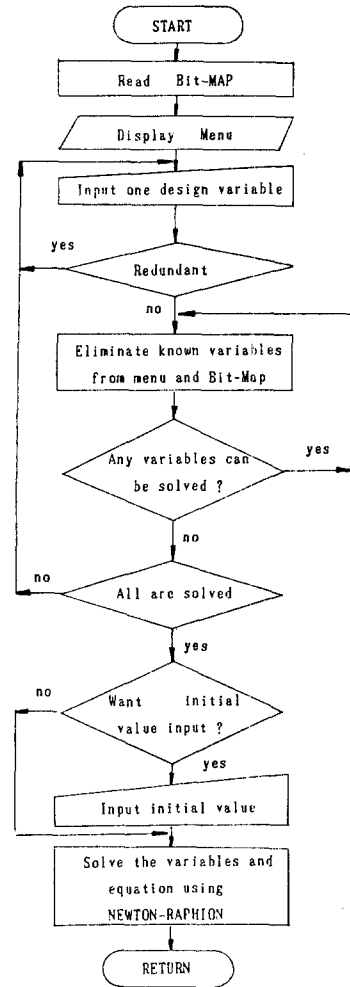 START
Read Bit-MAP
Display Menu
Input one design variable
yes
Redundant
no
Eliminate known variables
from menu and Bit-Map
Any variables can
be solved ?
yes
no
no
All are solved
yes
no
Want initial
value input ?
yes
Input initial value
Solve the variables and
equation using
NEWTON-RAPHION
RETURN